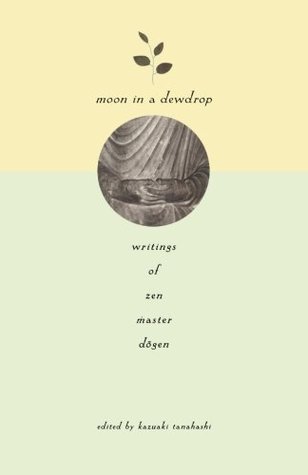 moon in a dewdrop
writings
of
zen
master
dōgen
edited by kazuaki tanahashi